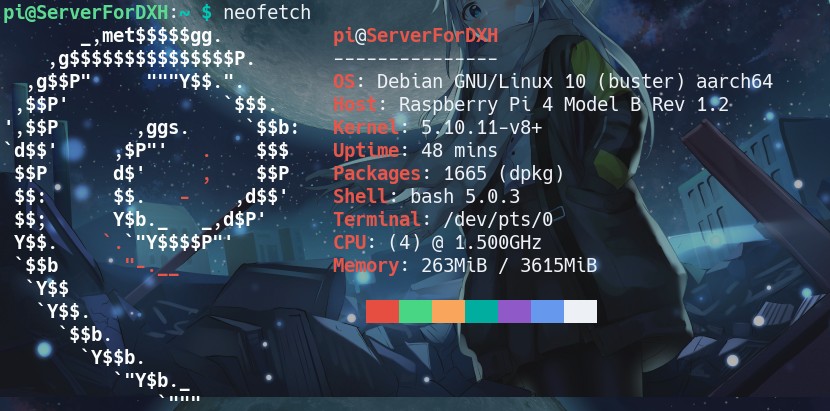 pi@ServerForDXH:~ $ neofetch
       _,met$$$$$gg.          pi@ServerForDXH
    ,g$$$$$$$$$$$$$$$P.       ---------------
  ,g$$P"     """Y$$.".        OS: Debian GNU/Linux 10 (buster) aarch64
 ,$$P'              `$$$.     Host: Raspberry Pi 4 Model B Rev 1.2
',$$P       ,ggs.     `$$b:   Kernel: 5.10.11-v8+
`d$$'     ,$P"'   .    $$$    Uptime: 48 mins
 $$P      d$'     ,    $$P    Packages: 1665 (dpkg)
 $$:      $$.   -    ,d$$'    Shell: bash 5.0.3
 $$;      Y$b._   _,d$P'      Terminal: /dev/pts/0
 Y$$.    `.`"Y$$$$P"'         CPU: (4) @ 1.500GHz
 `$$b      "-.__              Memory: 263MiB / 3615MiB
  `Y$$
   `Y$$.
     `$$b.
       `Y$$b.
          `"Y$b._
              `"""